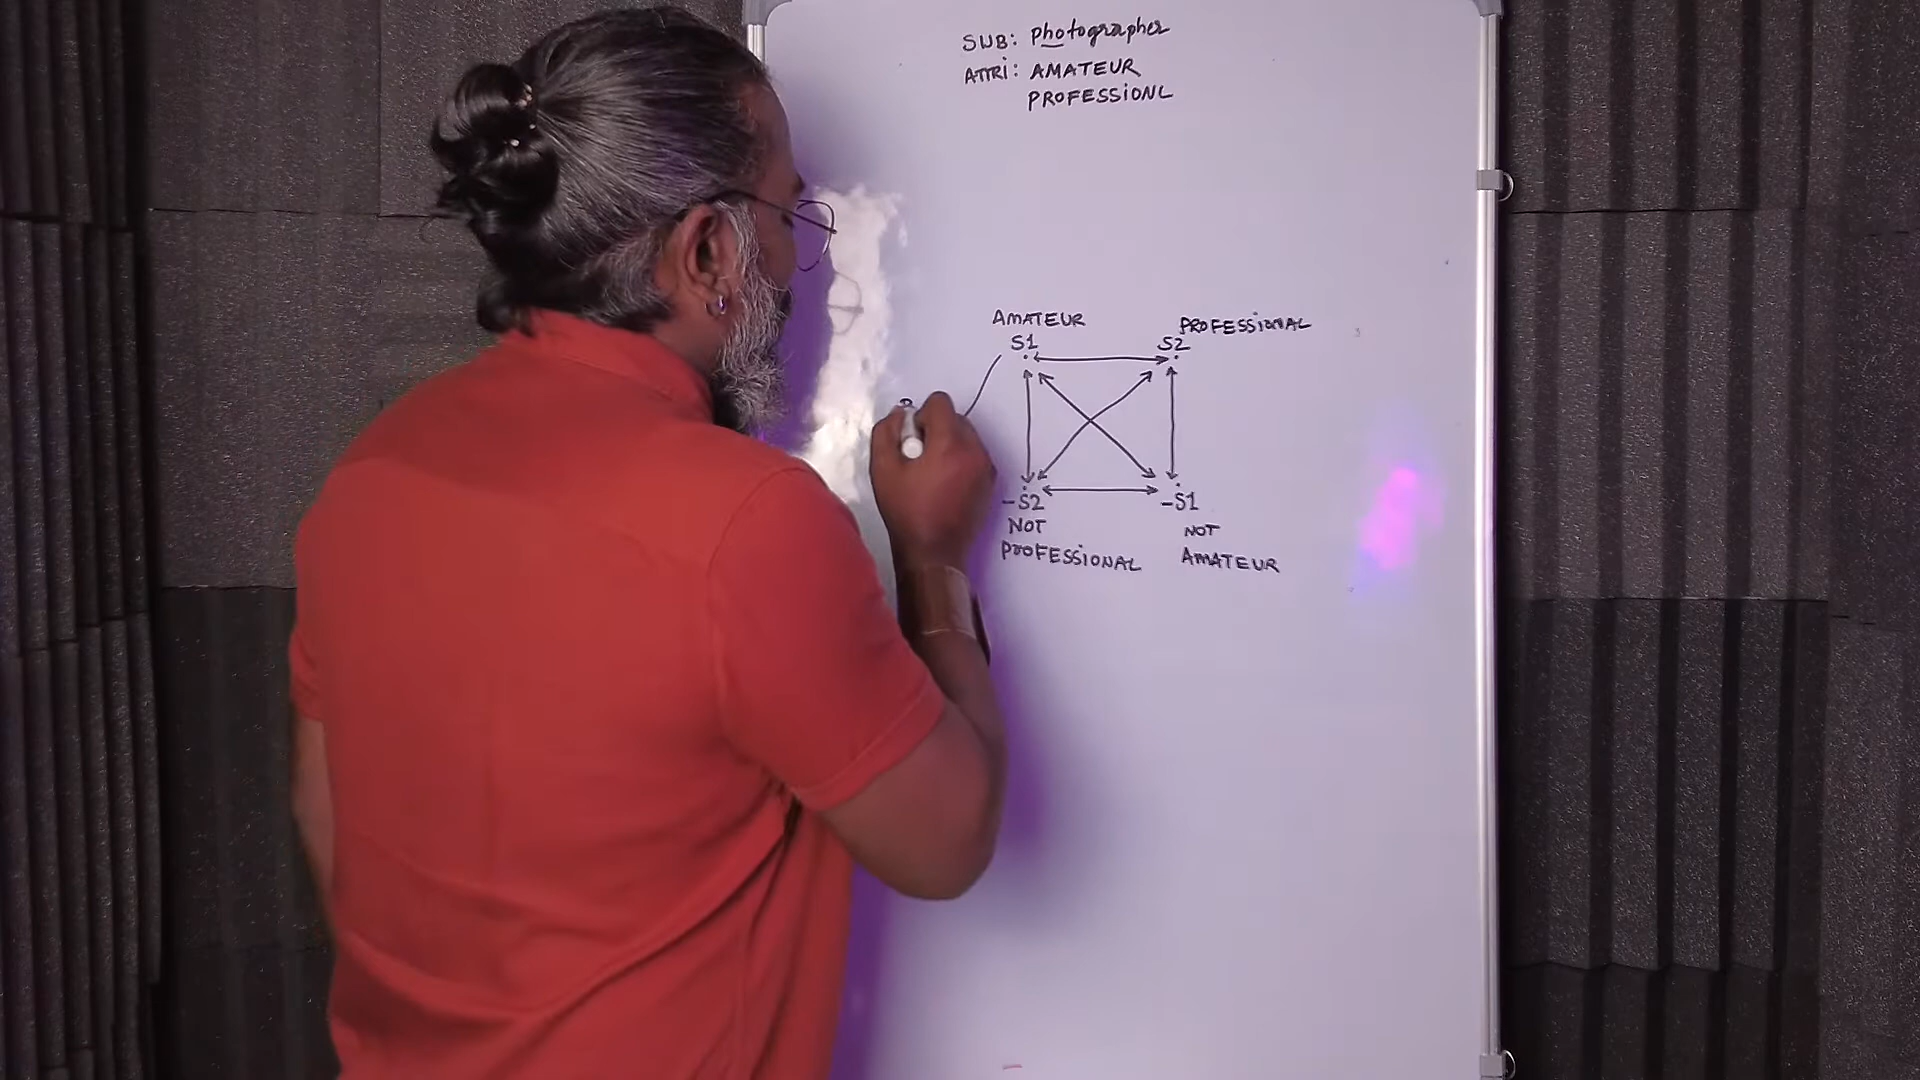 SUB: Photographer
ATTRI: AMATEUR
PROFESSIONL
AMATEUR
PROFESSIONAL
S1
S2
-S2
-S1
NOT
NOT
PROFESSIONAL
AMATEUR